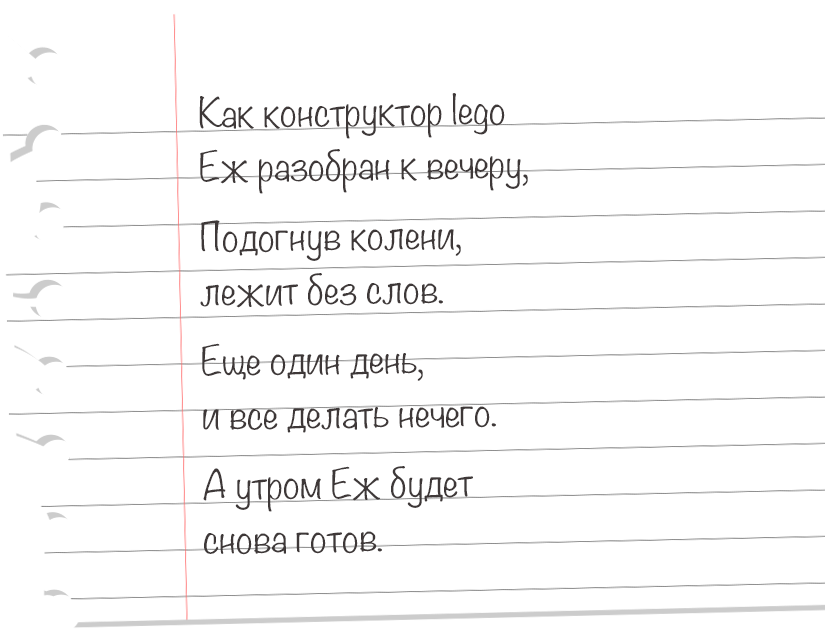 Как конструктор lego
Еж разобран к вечеру,
Подогнув колени,
лежит без слов.
Еще один день,
и все делать нечего.
А утром Еж будет
снова готов.